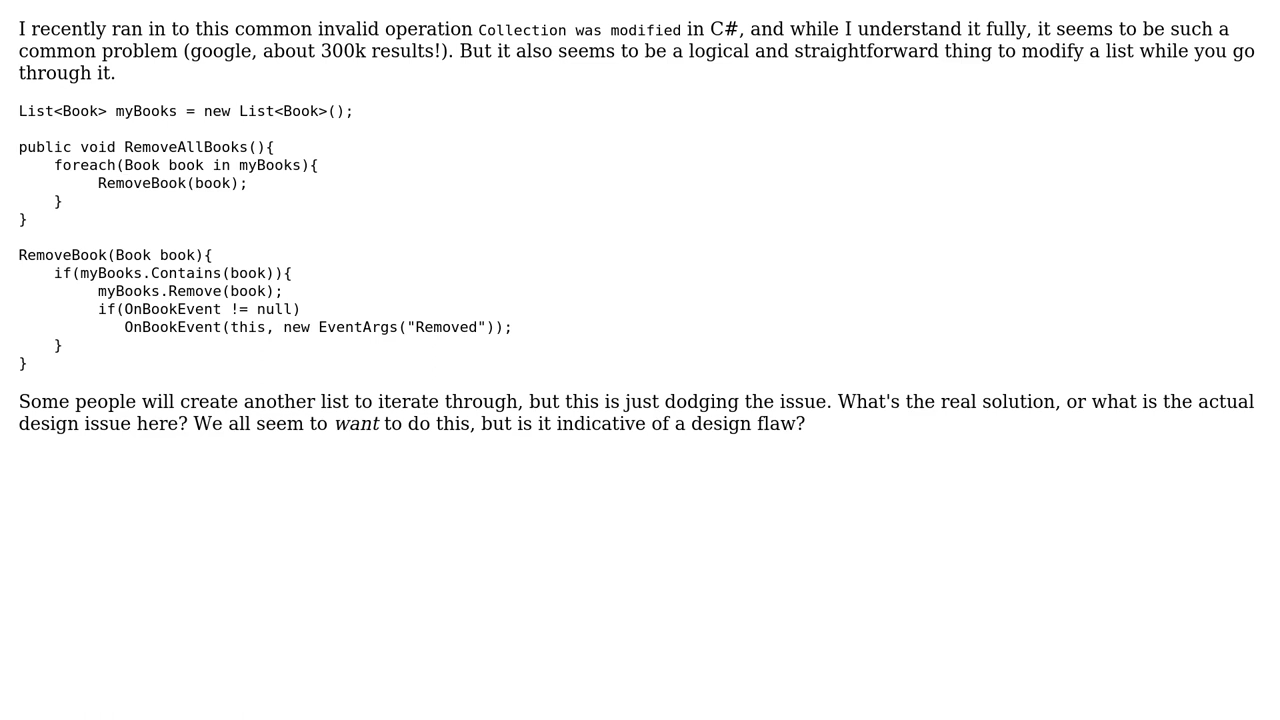 I recently ran in to this common invalid operation Collection was modified in C#, and while I understand it fully, it seems to be such a
common problem (google, about 300k results!). But it also seems to be a logical and straightforward thing to modify a list while you go
through it.
List<Book> myBooks = new List<Book>();
public void RemoveAllBooks(){
    foreach(Book book in myBooks){
         RemoveBook(book);
    }
}
RemoveBook(Book book){
    if(myBooks.Contains(book)){
         myBooks.Remove(book);
         if(OnBookEvent != null)
            OnBookEvent(this, new EventArgs("Removed"));
    }
}
Some people will create another list to iterate through, but this is just dodging the issue. What's the real solution, or what is the actual
design issue here? We all seem to want to do this, but is it indicative of a design flaw?